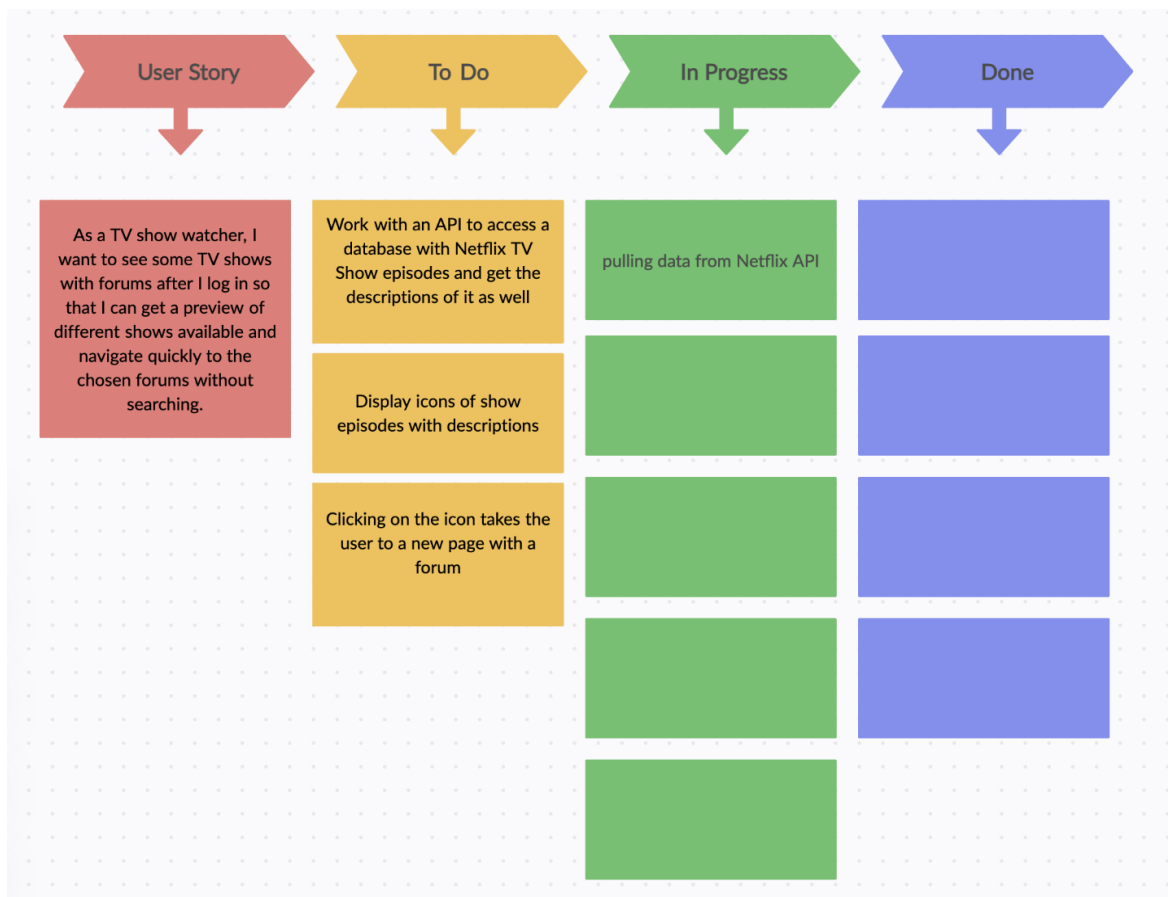 User Story
To Do
In Progress
Done
As a TV show watcher, I
want to see some TV shows
with forums after I log in so
that I can get a preview of
different shows available and
navigate quickly to the
chosen forums without
searching.
Work with an API to access a
database with Netflix TV
Show episodes and get the
descriptions of it as well
Display icons of show
episodes with descriptions
Clicking on the icon takes the
user to a new page with a
forum
pulling data from Netflix API